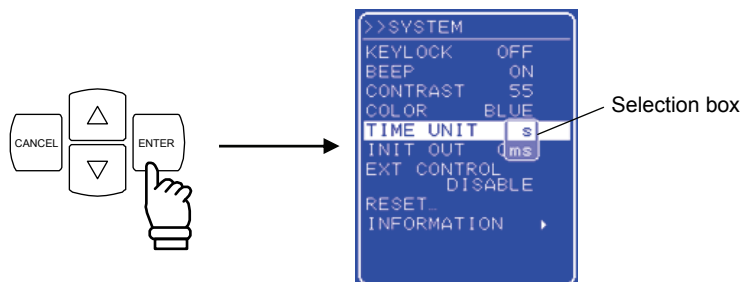 CANCEL
ENTER
>>SYSTEM
KEYLOCK OFF
BEEP ON
CONTRAST 55
COLOR BLUE
TIME UNIT s
INIT OUT ms
EXT CONTROL
DISABLE
RESET_
INFORMATION
Selection box